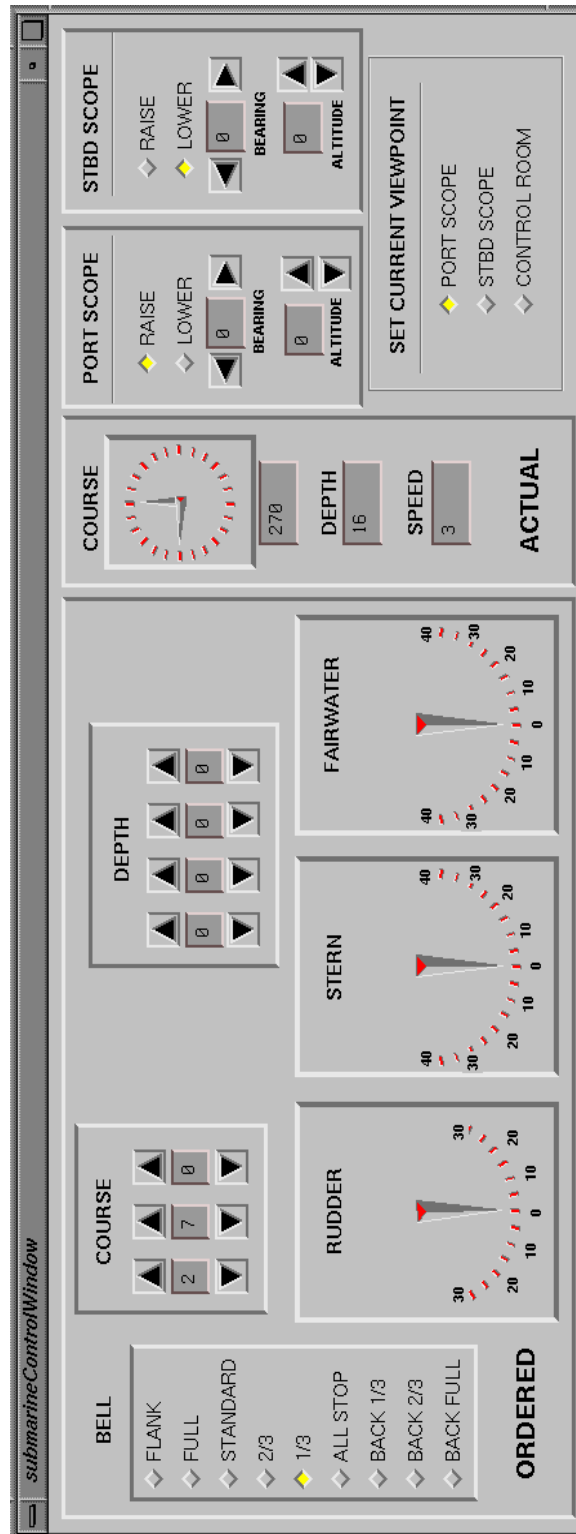 submarineControlWindow
BELL
FLANK
FULL
STANDARD
2/3
1/3
ALL STOP
BACK 1/3
BACK 2/3
BACK FULL
ORDERED
COURSE
2 7 0
DEPTH
0 0 0 0
RUDDER
30 20 10 0 10 20 30
STERN
40 30 20 10 0 10 20 30 40
FAIRWATER
40 30 20 10 0 10 20 30 40
COURSE
270
DEPTH
16
SPEED
3
ACTUAL
PORT SCOPE
RAISE
LOWER
0
BEARING
0
ALTITUDE
STBD SCOPE
RAISE
LOWER
0
BEARING
0
ALTITUDE
SET CURRENT VIEWPOINT
PORT SCOPE
STBD SCOPE
CONTROL ROOM